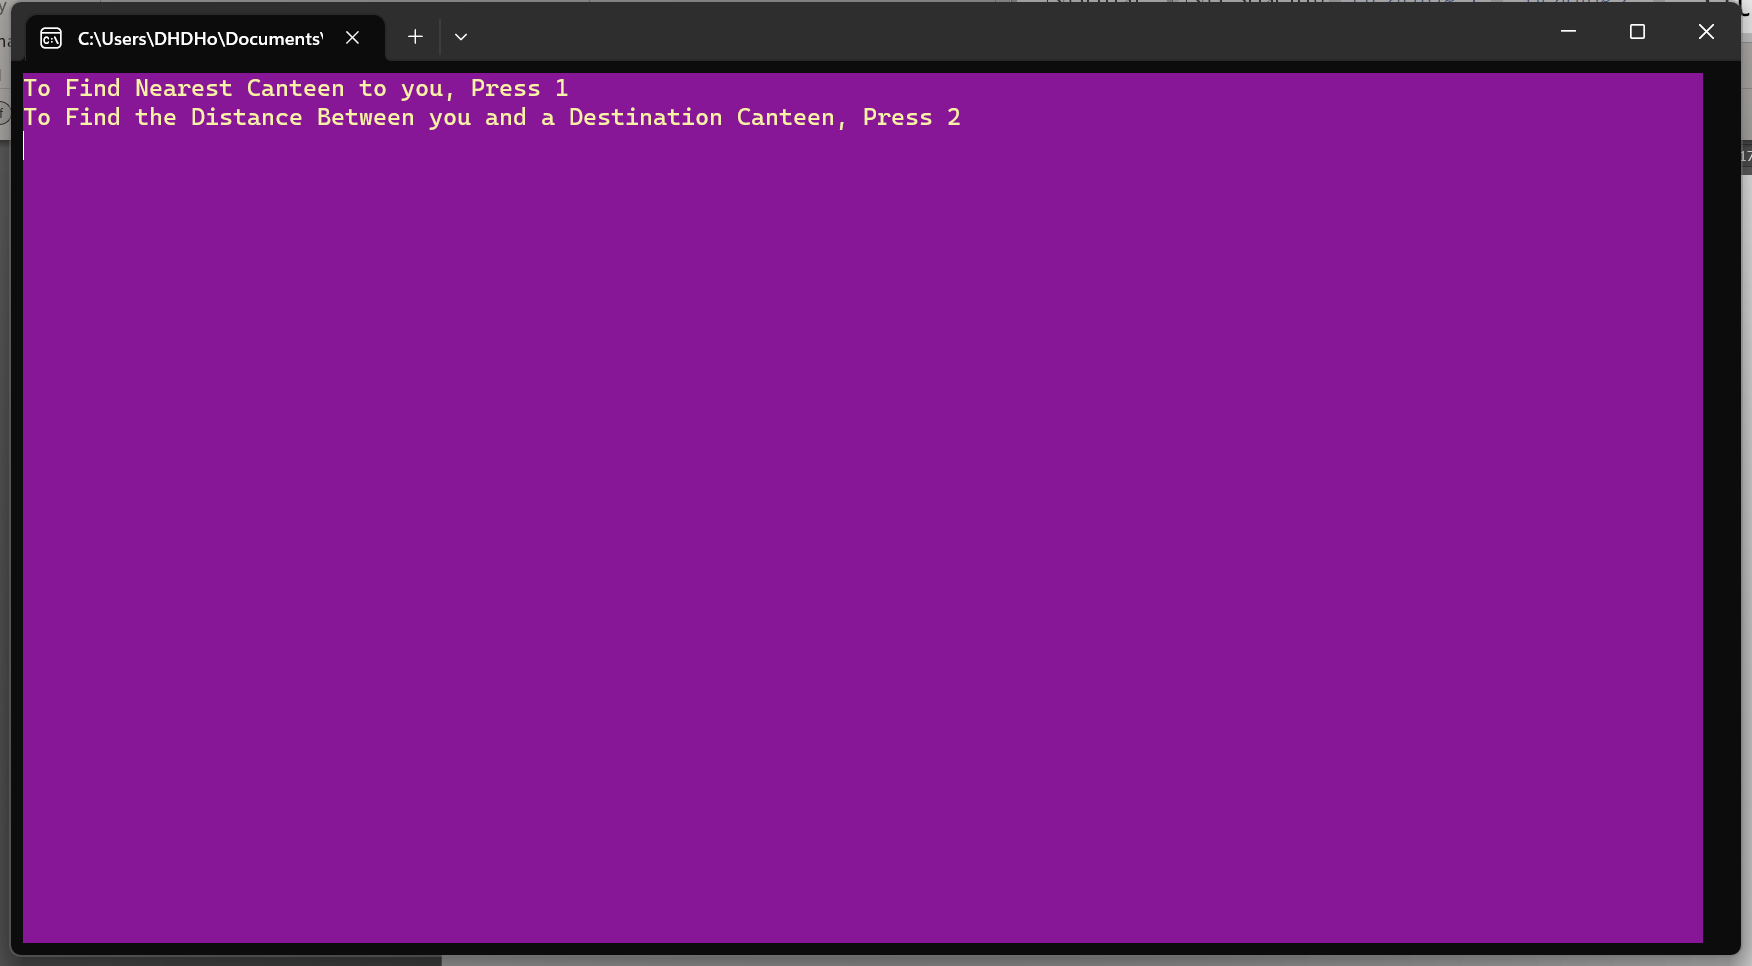 C:\Users\DHDHo\Documents\
To Find Nearest Canteen to you, Press 1
To Find the Distance Between you and a Destination Canteen, Press 2
17